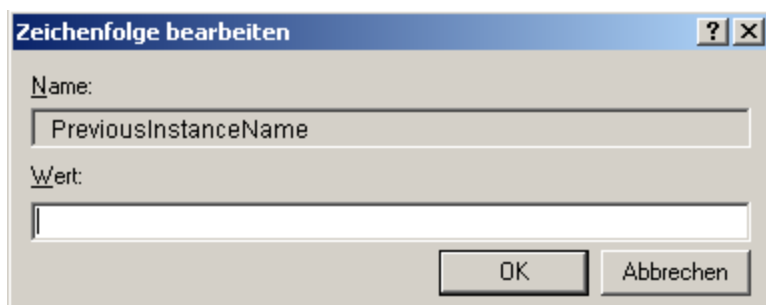 Zeichenfolge bearbeiten
Name:
PreviousInstanceName
Wert:
OK Abbrechen